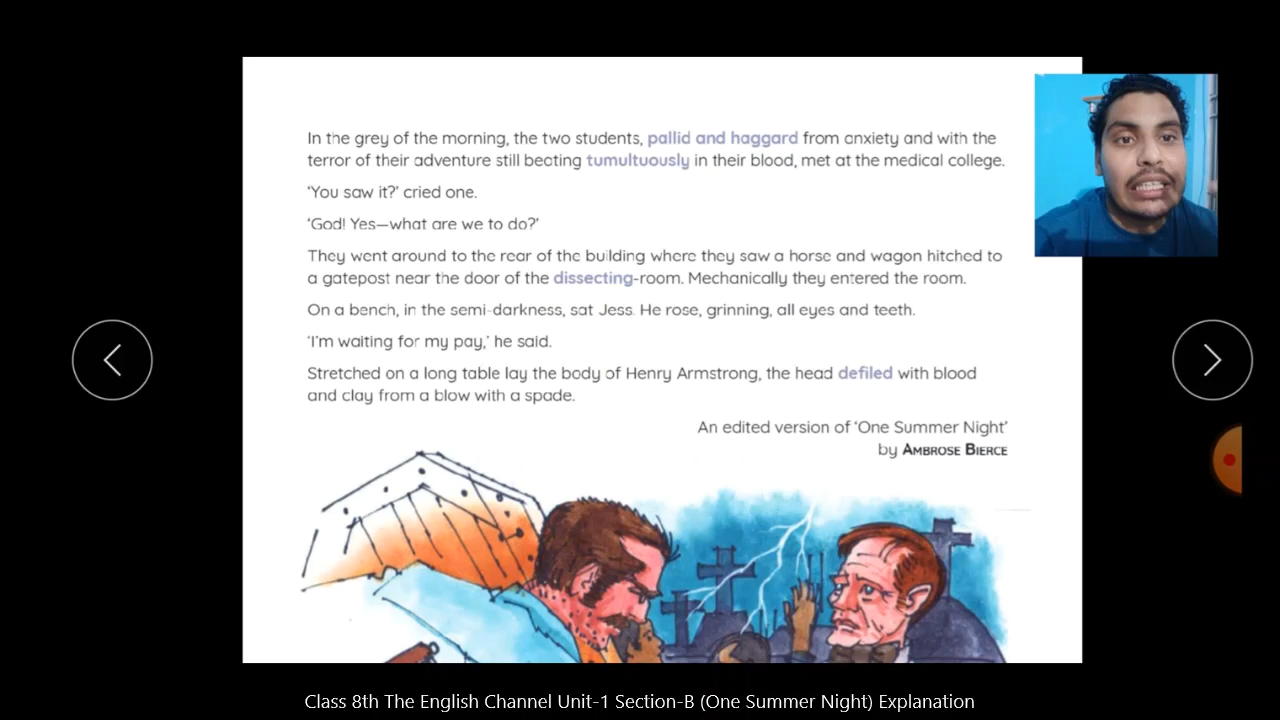 In the grey of the morning, the two students, pallid and haggard from anxiety and with the
terror of their adventure still beating tumultuously in their blood, met at the medical college.
‘You saw it?’ cried one.
‘God! Yes—what are we to do?’
They went around to the rear of the building where they saw a horse and wagon hitched to
a gatepost near the door of the dissecting-room. Mechanically they entered the room.
On a bench, in the semi-darkness, sat Jess. He rose, grinning, all eyes and teeth.
‘I’m waiting for my pay,’ he said.
Stretched on a long table lay the body of Henry Armstrong, the head defiled with blood
and clay from a blow with a spade.
An edited version of ‘One Summer Night’
by AMBROSE BIERCE
Class 8th The English Channel Unit-1 Section-B (One Summer Night) Explanation